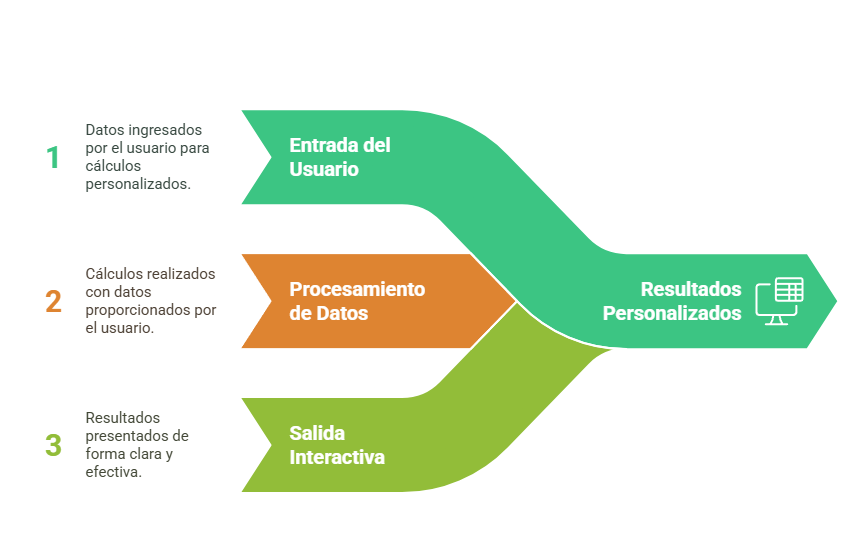 1
Datos ingresados
por el usuario para
cálculos
personalizados.
Entrada del
Usuario
2
Cálculos realizados
con datos
proporcionados por
el usuario.
Procesamiento
de Datos
Resultados
Personalizados
3
Resultados
presentados de
forma clara y
efectiva.
Salida
Interactiva